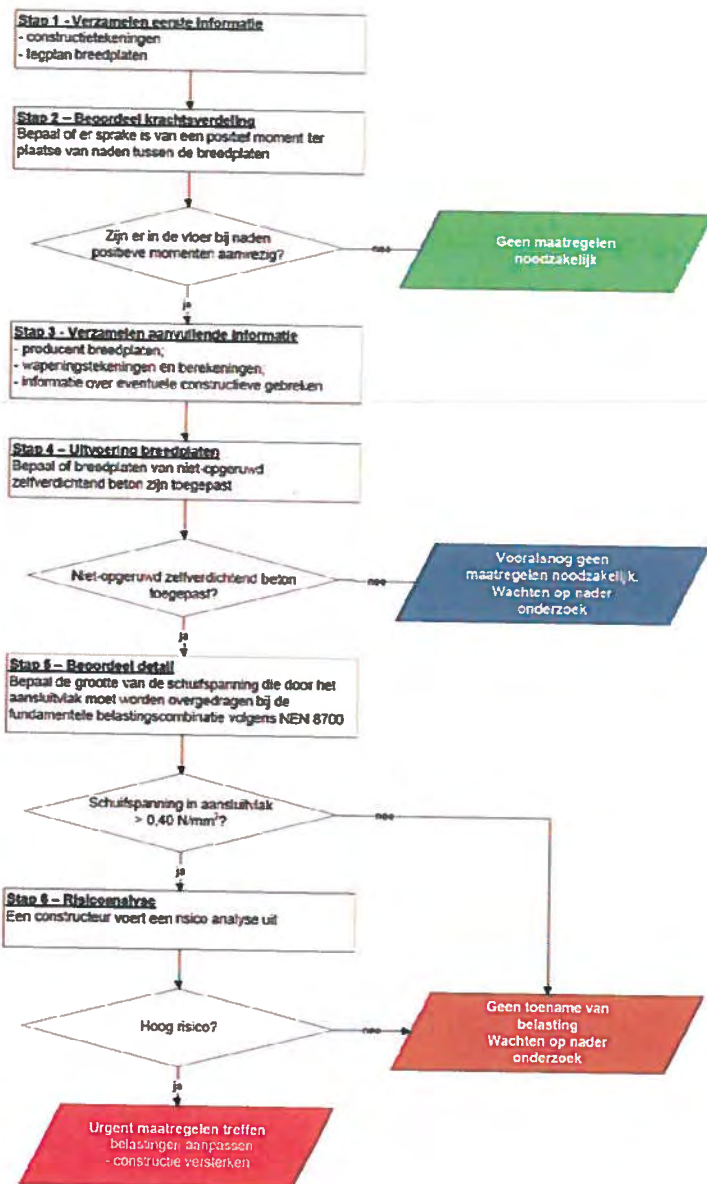 Stap 1 - Verzamelen eerste informatie
- constructietekeningen
- legplan breedplaten
Stap 2 – Beoordeel krachtsverdeling
Bepaal of er sprake is van een positief moment ter
plaatse van naden tussen de breedplaten
Zijn er in de vloer bij naden
positieve momenten aanwezig?
nee
Geen maatregelen
noodzakelijk
ja
Stap 3 - Verzamelen aanvullende informatie
- producent breedplaten;
- wapeningstekeningen en berekeningen;
- informatie over eventuele constructieve gebreken
Stap 4 – Uitvoering breedplaten
Bepaal of breedplaten van niet-opgeruwd
zelfverdichtend beton zijn toegepast
Niet-opgeruwd zelfverdichtend beton
toegepast?
nee
Vooralsnog geen
maatregelen noodzakelijk.
Wachten op nader
onderzoek
ja
Stap 5 – Beoordeel detail
Bepaal de grootte van de schuifspanning die door het
aansluitvlak moet worden overgedragen bij de
fundamentele belastingscombinatie volgens NEN 8700
Schuifspanning in aansluitvlak
> 0,40 N/mm²?
nee
ja
Stap 6 – Risicoanalyse
Een constructeur voert een risico analyse uit
Hoog risico?
nee
Geen toename van
belasting
Wachten op nader
onderzoek
ja
Urgent maatregelen treffen
belastingen aanpassen
- constructie versterken